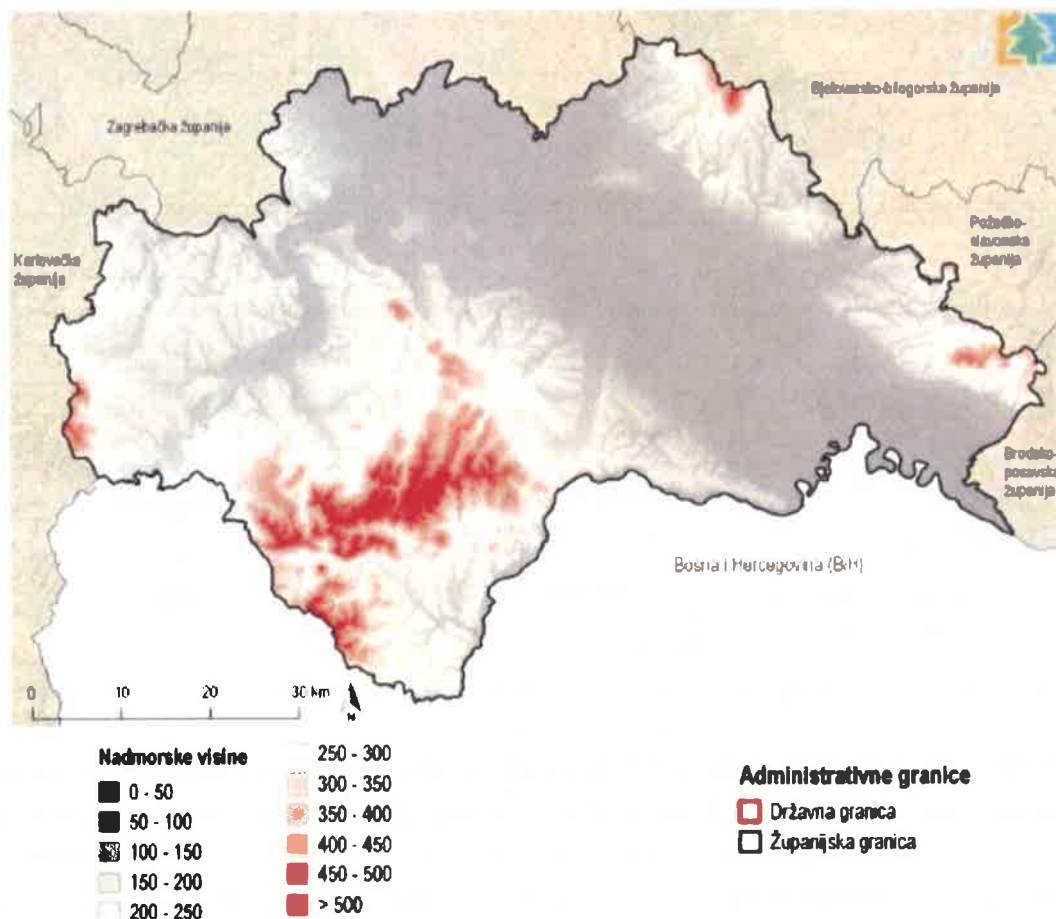 Bjelovarsko-bilogorska županija
Zagrebačka županija
Požeško-
slavonska
županija
Karlovačka
županija
Brodsko-
posavska
županija
Bosna i Hercegovina (BiH)
0 10 20 30 km
N
Nadmorske visine
0 - 50
50 - 100
100 - 150
150 - 200
200 - 250
250 - 300
300 - 350
350 - 400
400 - 450
450 - 500
> 500
Administrativne granice
Državna granica
Županijska granica